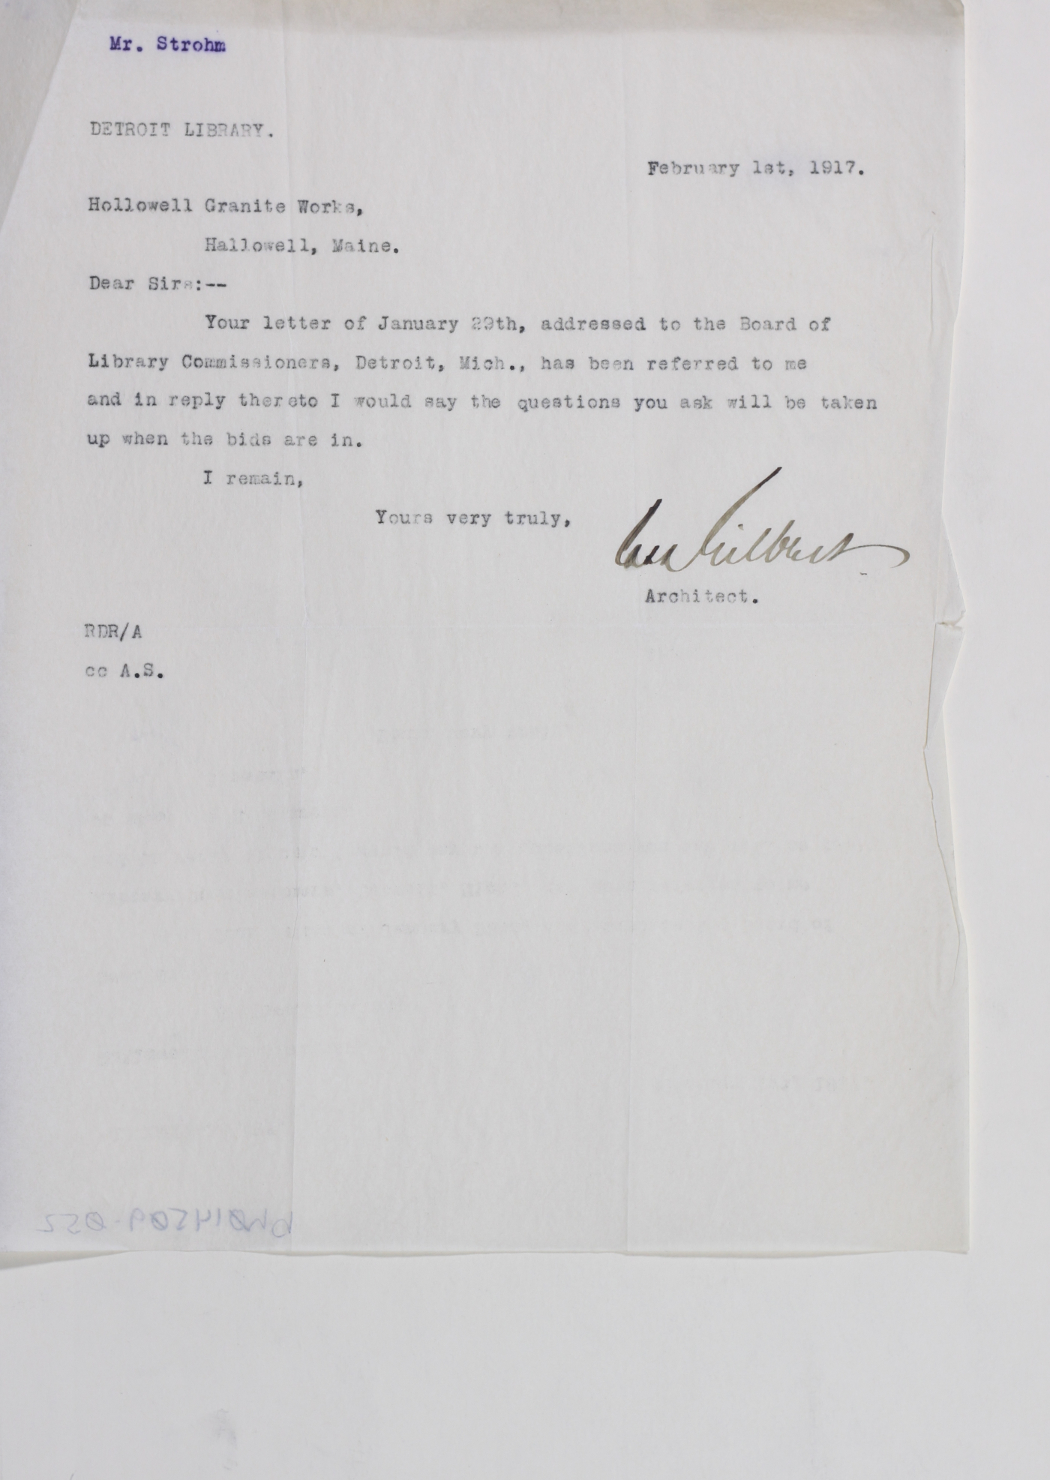 Mr. Strohm
DETROIT LIBRARY.
February 1st, 1917.
Hollowell Granite Works,
Hallowell, Maine.
Dear Sirs:--
Your letter of January 29th, addressed to the Board of
Library Commissioners, Detroit, Mich., has been referred to me
and in reply thereto I would say the questions you ask will be taken
up when the bids are in.
I remain,
Yours very truly,
Cass Gilbert
Architect.
RDR/A
cc A.S.